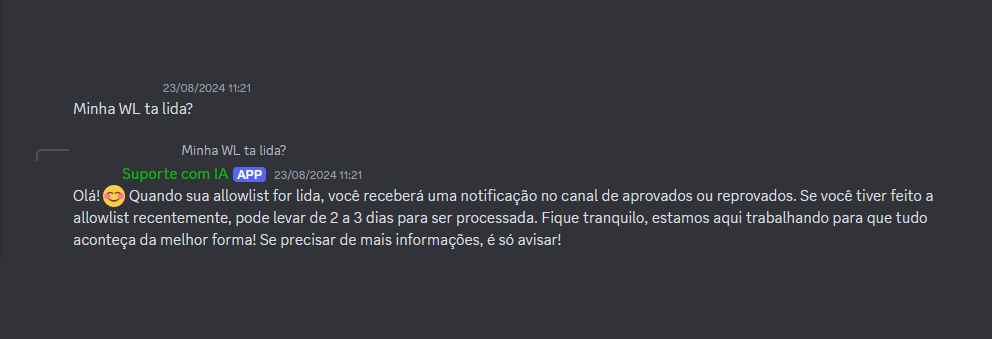 23/08/2024 11:21
Minha WL ta lida?
Minha WL ta lida?
Suporte com IA APP 23/08/2024 11:21
Olá! 😊 Quando sua allowlist for lida, você receberá uma notificação no canal de aprovados ou reprovados. Se você tiver feito a
allowlist recentemente, pode levar de 2 a 3 dias para ser processada. Fique tranquilo, estamos aqui trabalhando para que tudo
aconteça da melhor forma! Se precisar de mais informações, é só avisar!